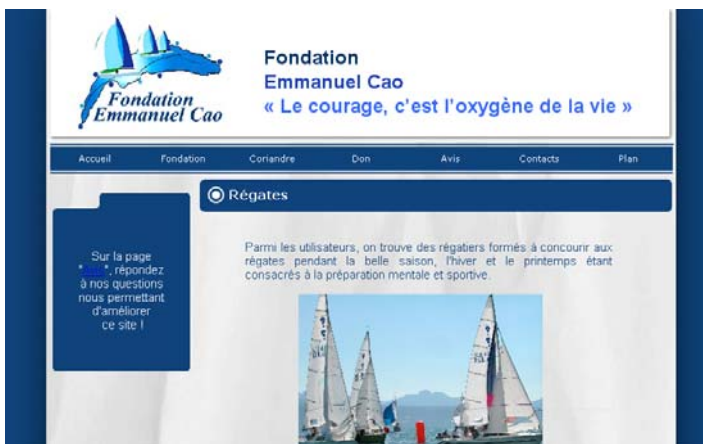 Fondation
Emmanuel Cao
Fondation
Emmanuel Cao
« Le courage, c'est l'oxygène de la vie »
Accueil Fondation Coriandre Don Avis Contacts Plan
Régates
Sur la page
" ", répondez
à nos questions
nous permettant
d'améliorer
ce site !
Parmi les utilisateurs, on trouve des régatiers formés à concourir aux
régates pendant la belle saison, l'hiver et le printemps étant
consacrés à la préparation mentale et sportive.